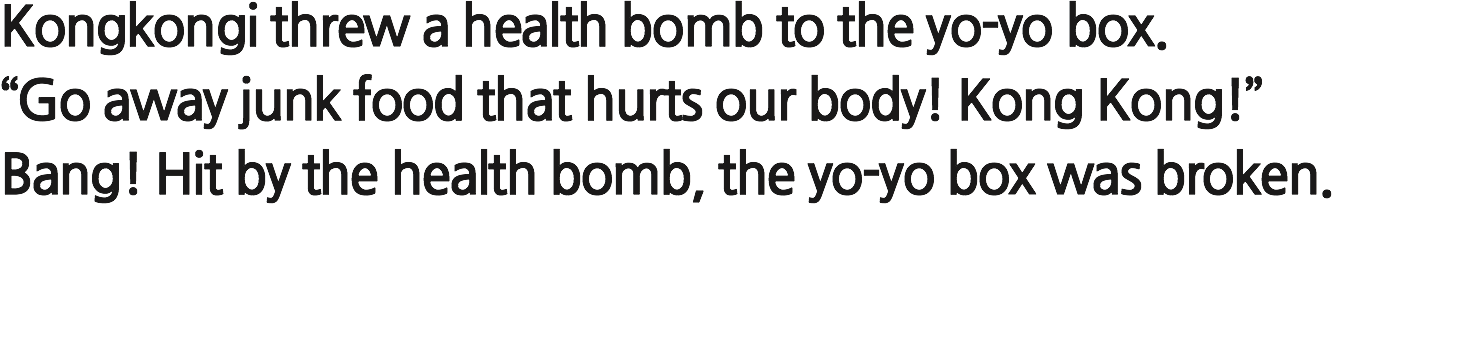 Kongkongi threw a health bomb to the yo-yo box.
“Go away junk food that hurts our body! Kong Kong!”
Bang! Hit by the health bomb, the yo-yo box was broken.